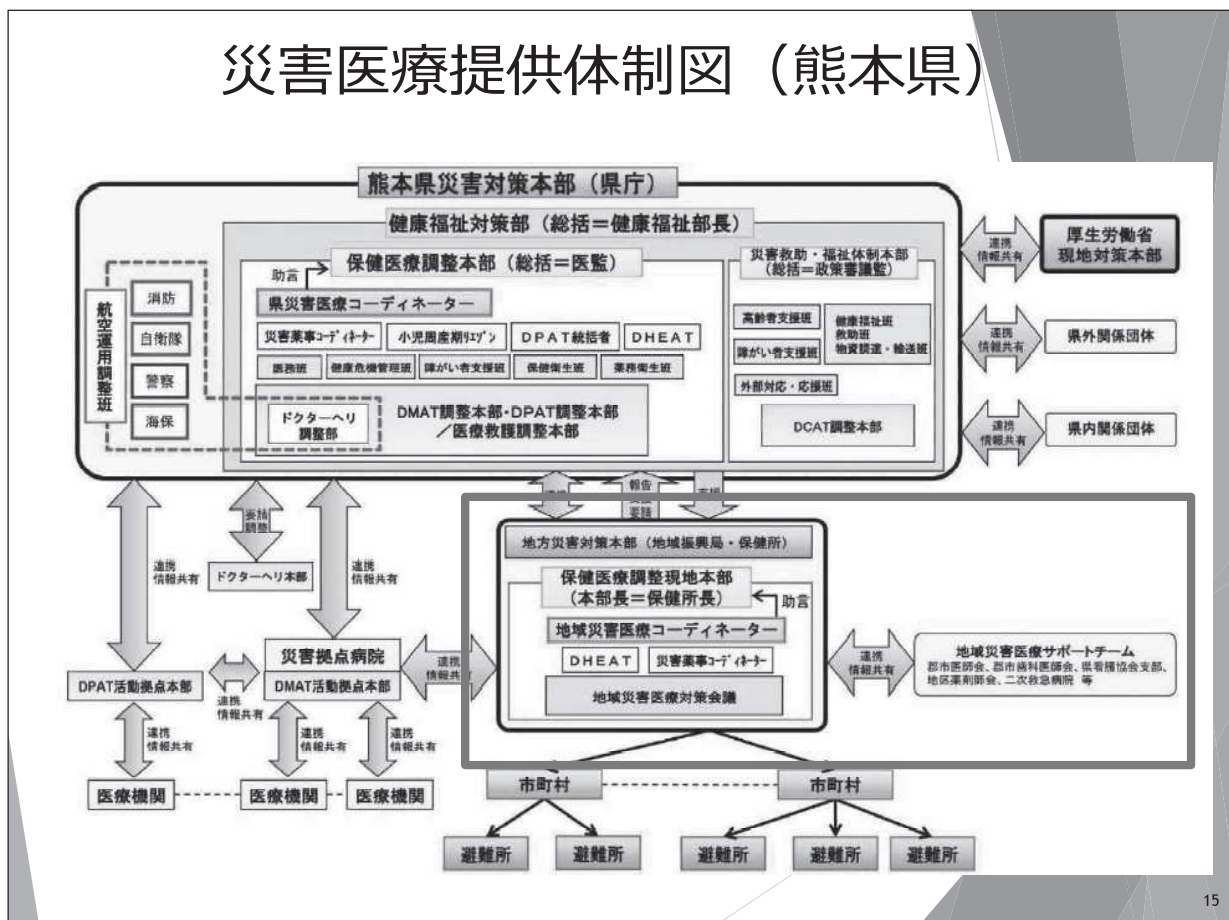 災害医療提供体制図（熊本県）
熊本県災害対策本部（県庁）
健康福祉対策部（総括＝健康福祉部長）
助言
保健医療調整本部（総括＝医監）
県災害医療コーディネーター
災害薬事コーディネーター
小児周産期リエゾン
DPAT統括者
DHEAT
医務班
健康危機管理班
障がい者支援班
保健衛生班
薬務衛生班
ドクターヘリ
調整部
DMAT調整本部・DPAT調整本部
／医療救護調整本部
災害救助・福祉体制本部
（総括＝政策審議監）
高齢者支援班
障がい者支援班
健康福祉班
救助班
物資調達・輸送班
外部対応・応援班
DCAT調整本部
航空運用調整班
消防
自衛隊
警察
海保
連携
情報共有
厚生労働省
現地対策本部
連携
情報共有
県外関係団体
連携
情報共有
県内関係団体
連携
情報共有
要請
調整
ドクターヘリ本部
連携
情報共有
報告
要請
地方災害対策本部（地域振興局・保健所）
保健医療調整現地本部
（本部長＝保健所長）
助言
地域災害医療コーディネーター
DHEAT
災害薬事コーディネーター
地域災害医療対策会議
連携
情報共有
地域災害医療サポートチーム
郡市医師会、郡市歯科医師会、県看護協会支部、
地区薬剤師会、二次救急病院 等
DPAT活動拠点本部
連携
情報共有
災害拠点病院
DMAT活動拠点本部
連携
情報共有
連携
情報共有
連携
情報共有
連携
情報共有
医療機関
医療機関
医療機関
市町村
市町村
避難所
避難所
避難所
避難所
避難所
15